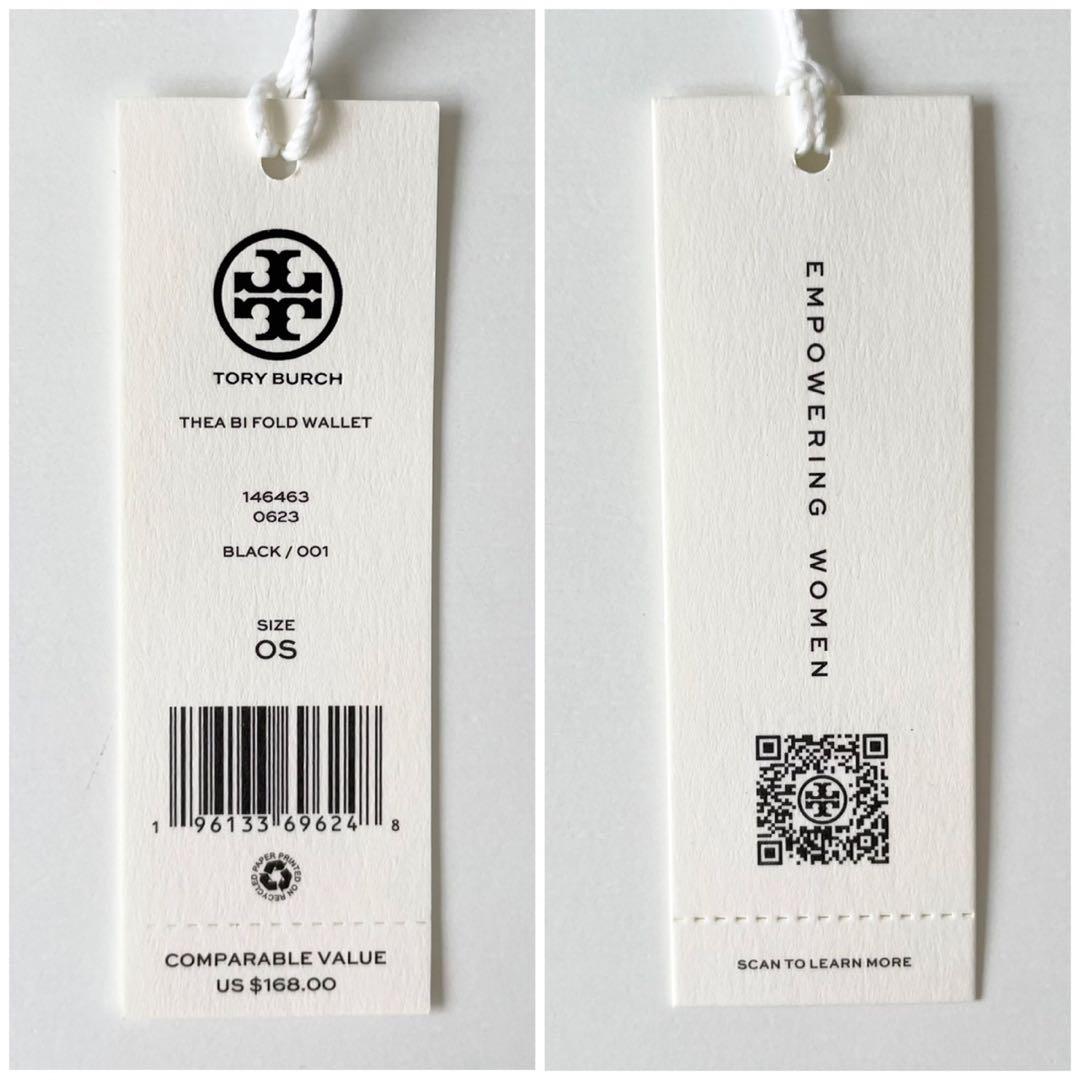 TORY BURCH
THEA BI FOLD WALLET
146463
0623
BLACK / 001
SIZE
OS
1 96133 69624 8
PRINTED ON RECYCLED PAPER
COMPARABLE VALUE
US $168.00
EMPOWERING WOMEN
SCAN TO LEARN MORE